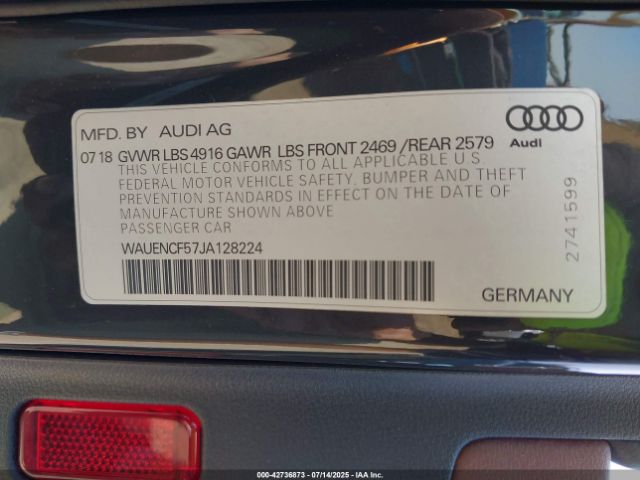 MFD. BY AUDI AG
0718 GVWR LBS 4916 GAWR LBS FRONT 2469 /REAR 2579
THIS VEHICLE CONFORMS TO ALL APPLICABLE U.S.
FEDERAL MOTOR VEHICLE SAFETY, BUMPER AND THEFT
PREVENTION STANDARDS IN EFFECT ON THE DATE OF
MANUFACTURE SHOWN ABOVE
PASSENGER CAR
WAUENCF57JA128224
Audi
2741599
GERMANY
000-42736873 - 07/14/2025 - IAAI.com